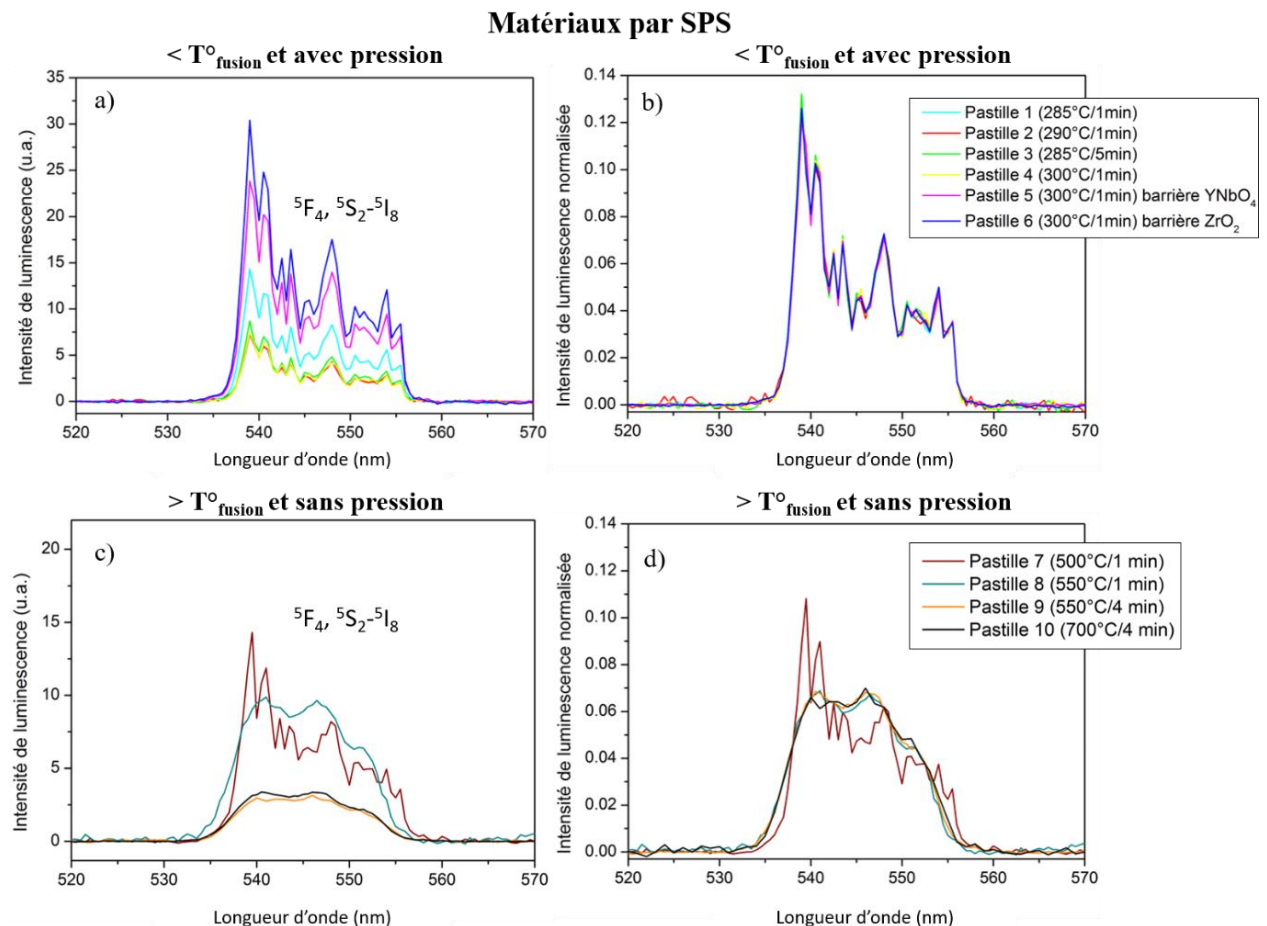 Matériaux par SPS
< T°fusion et avec pression
< T°fusion et avec pression
a)
35
30
25
20
15
10
5
0
Intensité de luminescence (u.a.)
⁵F₄, ⁵S₂-⁵I₈
520
530
540
550
560
570
Longueur d'onde (nm)
b)
0.14
0.12
0.10
0.08
0.06
0.04
0.02
0.00
Intensité de luminescence normalisée
Pastille 1 (285°C/1min)
Pastille 2 (290°C/1min)
Pastille 3 (285°C/5min)
Pastille 4 (300°C/1min)
Pastille 5 (300°C/1min) barrière YNbO₄
Pastille 6 (300°C/1min) barrière ZrO₂
520
530
540
550
560
570
Longueur d'onde (nm)
> T°fusion et sans pression
> T°fusion et sans pression
c)
20
15
10
5
0
Intensité de luminescence (u.a.)
⁵F₄, ⁵S₂-⁵I₈
520
530
540
550
560
570
Longueur d'onde (nm)
d)
0.14
0.12
0.10
0.08
0.06
0.04
0.02
0.00
Intensité de luminescence normalisée
Pastille 7 (500°C/1 min)
Pastille 8 (550°C/1 min)
Pastille 9 (550°C/4 min)
Pastille 10 (700°C/4 min)
520
530
540
550
560
570
Longueur d'onde (nm)